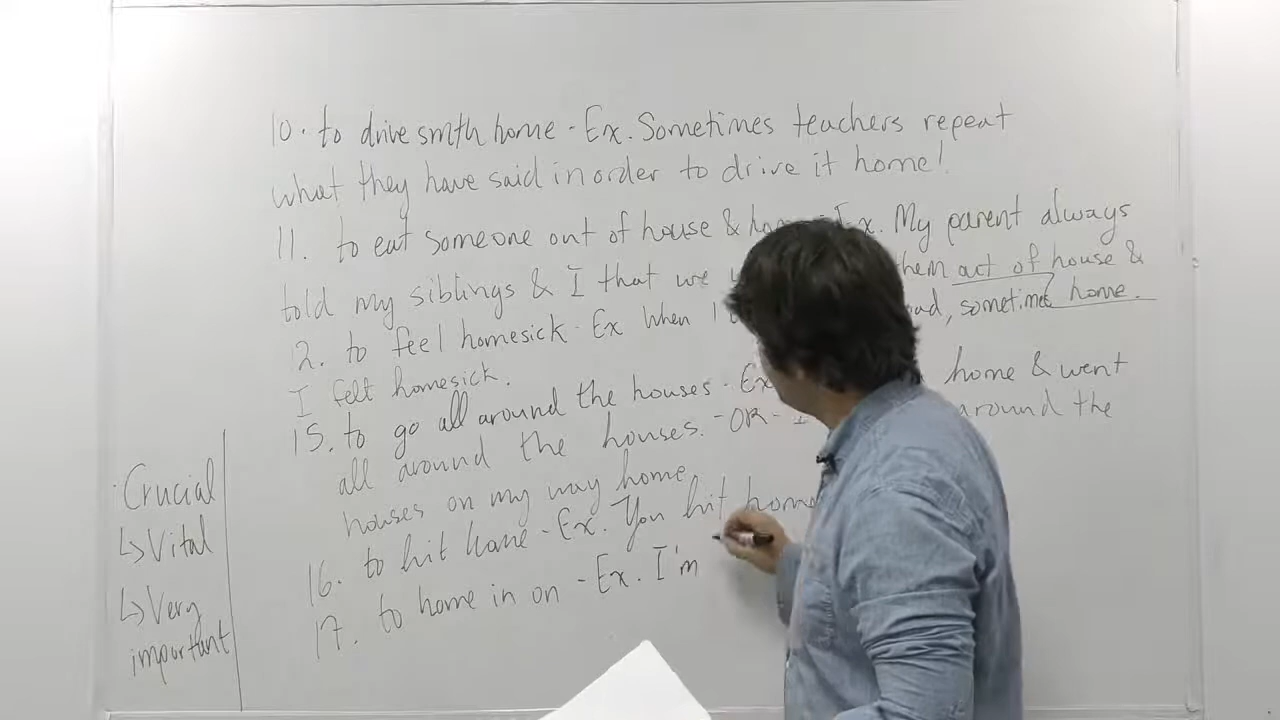 10. to drive smth home - Ex. Sometimes teachers repeat
what they have said in order to drive it home!
11. to eat someone out of house & Ex. My parent always
told my siblings & I that we them out of house &
home.
2. to feel homesick - Ex When I sometimes
I felt homesick.
15. to go all around the houses - Ex home & went
all around the houses. -OR- I around the
houses on my way home.
16. to hit home - Ex. You hit home
17. to home in on - Ex. I'm
Crucial
↳ Vital
↳ Very
important